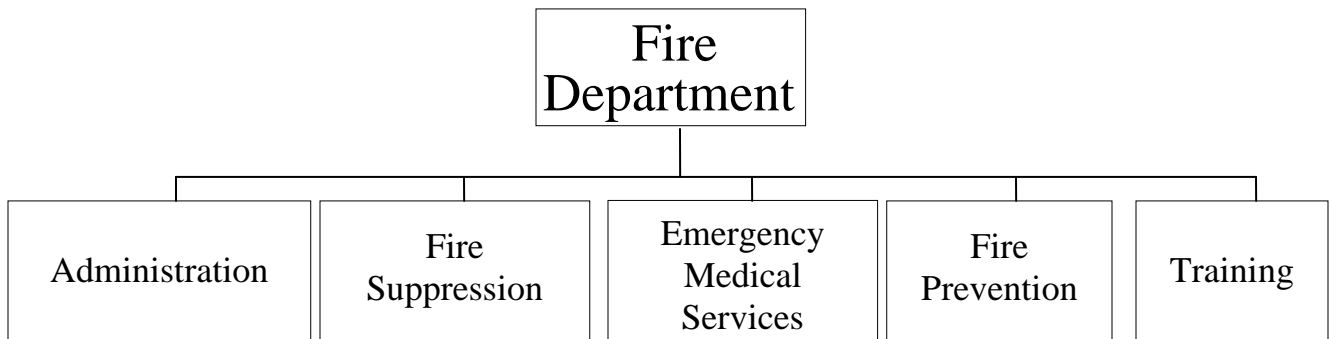 Fire
Department
Administration
Fire
Suppression
Emergency
Medical
Services
Fire
Prevention
Training